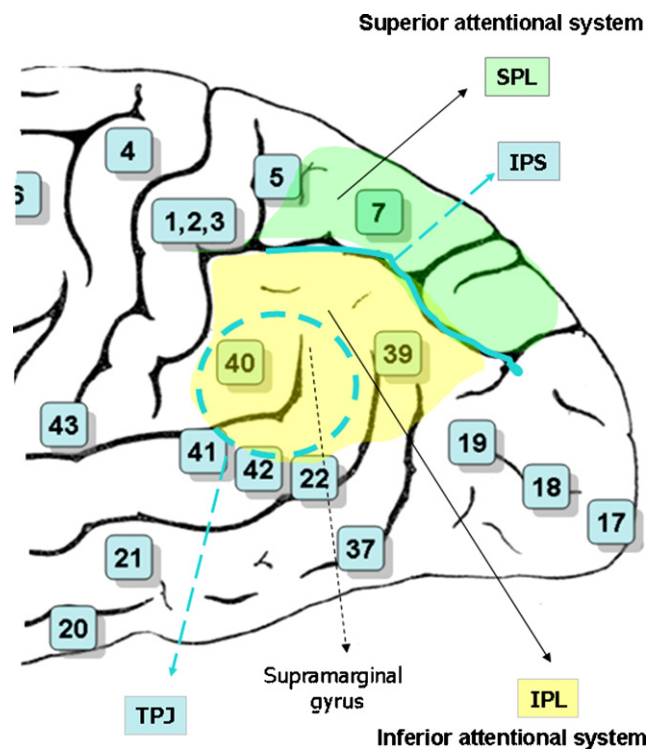 Superior attentional system
SPL
IPS
4
5
6
7
1,2,3
40
39
43
41
42
22
19
18
17
21
37
20
Supramarginal
gyrus
TPJ
IPL
Inferior attentional system